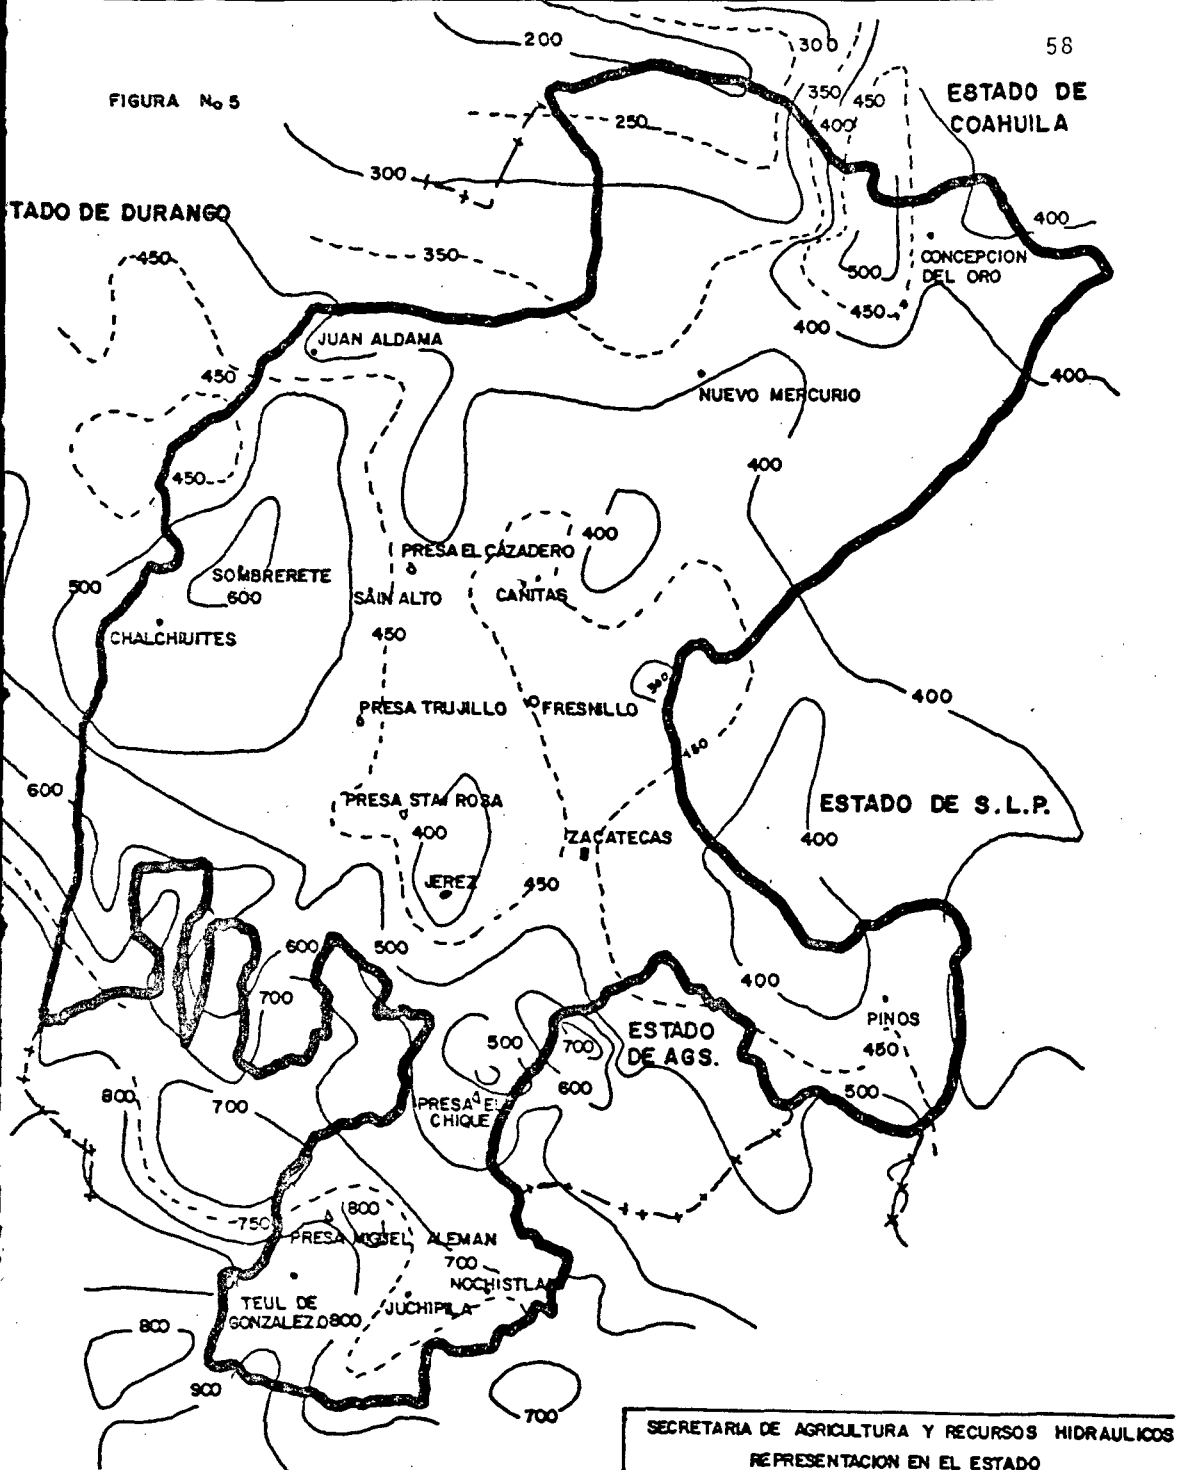 58
200
300
FIGURA No 5
350
450
ESTADO DE
COAHUILA
250
400
300
TADO DE DURANGO
400
450
350
CONCEPCION
DEL ORO
500
450
400
JUAN ALDAMA
450
400
NUEVO MERCURIO
450
400
400
PRESA EL CAZADERO
SOMBRERETE
600
500
SAIN ALTO
CAÑITAS
CHALCHIUITES
450
400
PRESA TRUJILLO
FRESNILLO
450
600
PRESA STA ROSA
ESTADO DE S.L.P.
400
ZACATECAS
400
JEREZ
450
600
500
400
700
PINOS
ESTADO
DE AGS.
500
700
450
600
500
800
700
PRESA EL
CHIQUE
750
800
PRESA MIGUEL ALEMAN
700
NOCHISTLAN
TEUL DE
GONZALEZ O
800
JUCHIPILA
800
900
700
SECRETARIA DE AGRICULTURA Y RECURSOS HIDRAULICOS
REPRESENTACION EN EL ESTADO